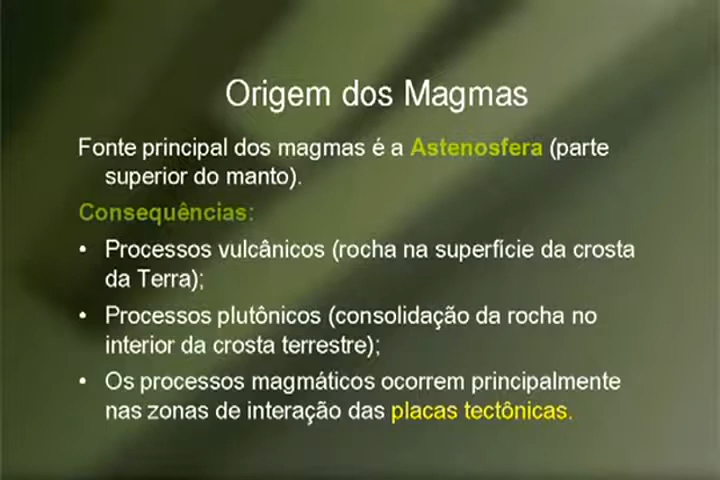 Origem dos Magmas
Fonte principal dos magmas é a Astenosfera (parte
superior do manto).
Consequências:
• Processos vulcânicos (rocha na superfície da crosta
da Terra);
• Processos plutônicos (consolidação da rocha no
interior da crosta terrestre);
• Os processos magmáticos ocorrem principalmente
nas zonas de interação das placas tectônicas.